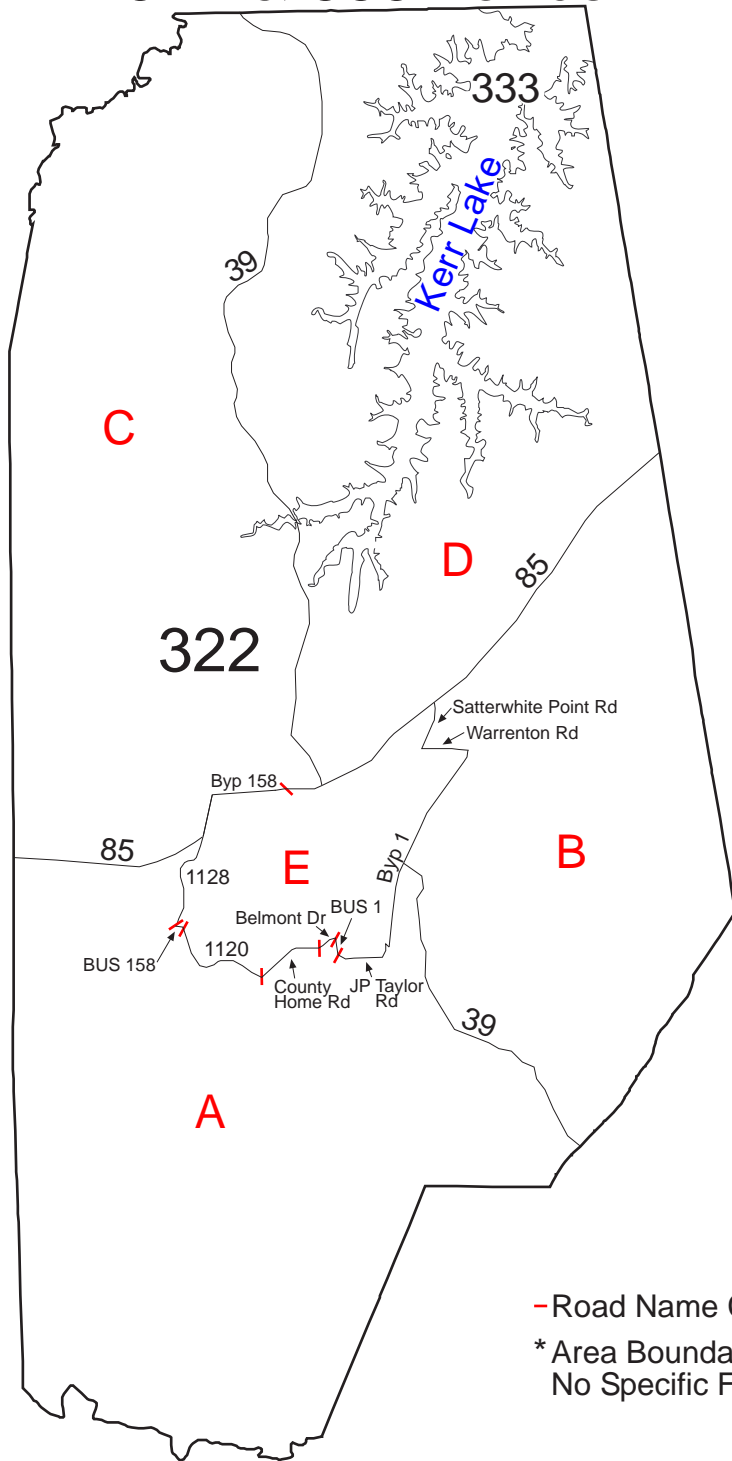 333
Kerr Lake
39
C
D
85
322
Satterwhite Point Rd
Warrenton Rd
Byp 158
85
E
Byp 1
B
1128
BUS 1
Belmont Dr
BUS 158
1120
County
Home Rd
JP Taylor
Rd
39
A
Road Name
* Area
No Specific